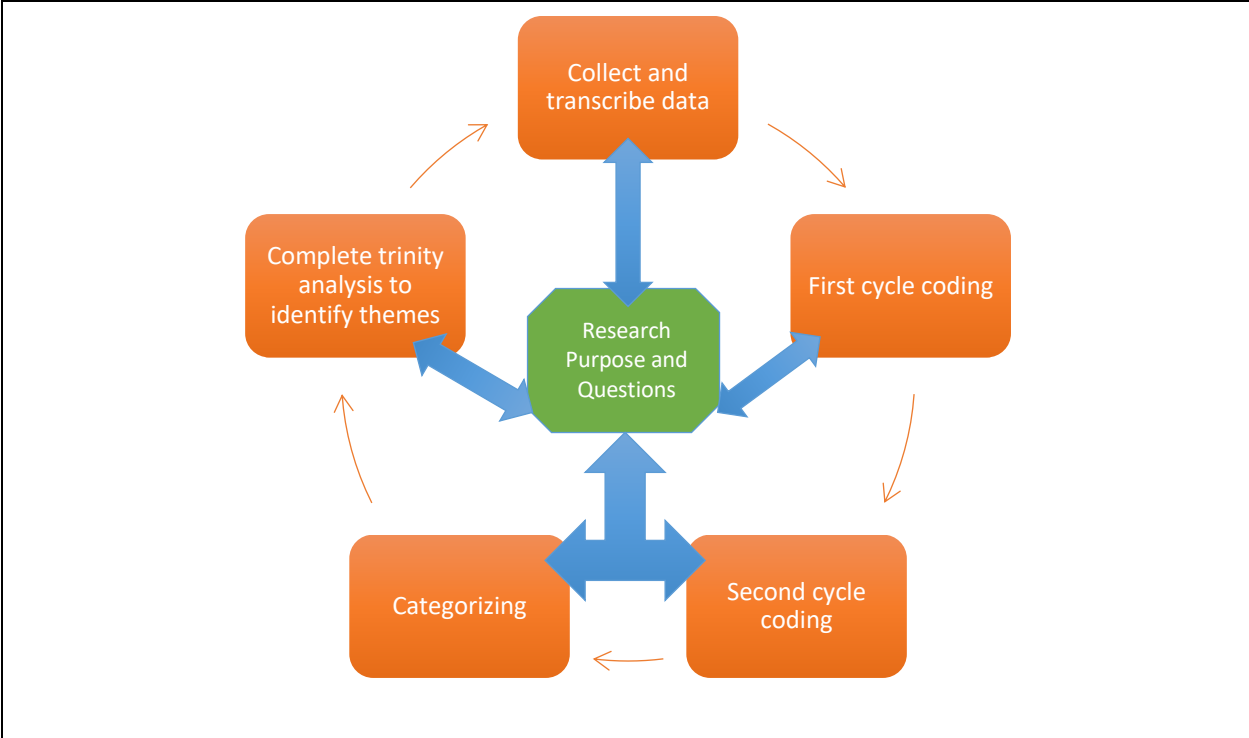 Collect and
transcribe data
First cycle coding
Second cycle
coding
Categorizing
Complete trinity
analysis to
identify themes
Research
Purpose and
Questions